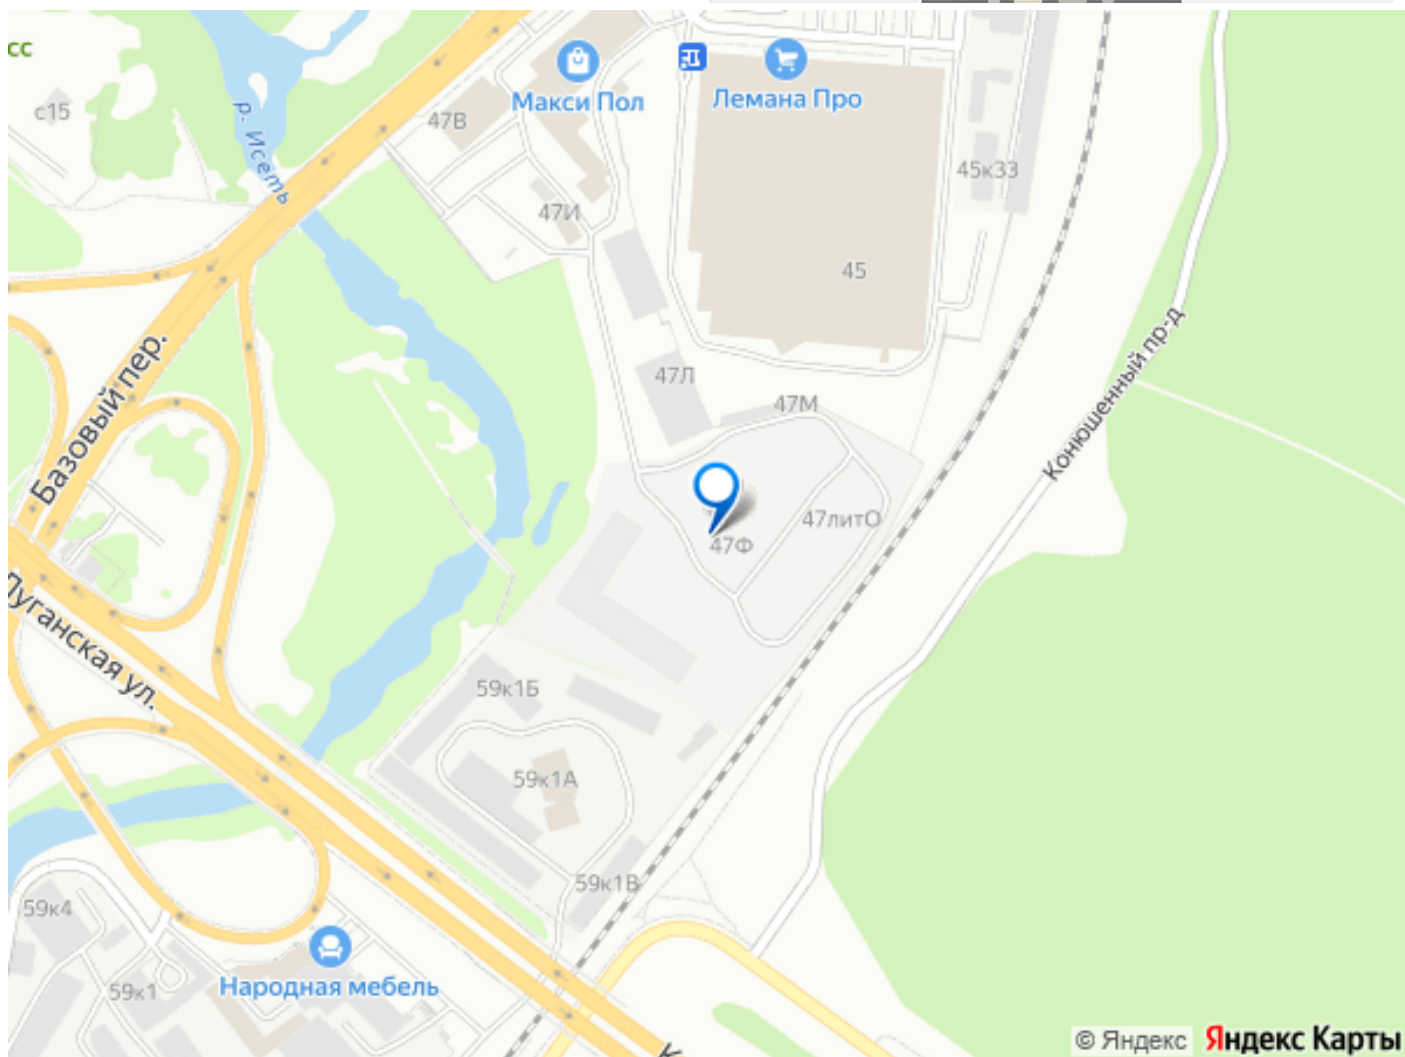 сс
с15
р. Исеть
47В
Макси Пол
Лемана Про
45к33
47И
45
Базовый пер.
47Л
47М
Конюшенный пр-д
47литО
47Ф
Луганская ул.
59к1Б
59к1А
59к1В
59к4
59к1
Народная мебель
© Яндекс Яндекс Карты